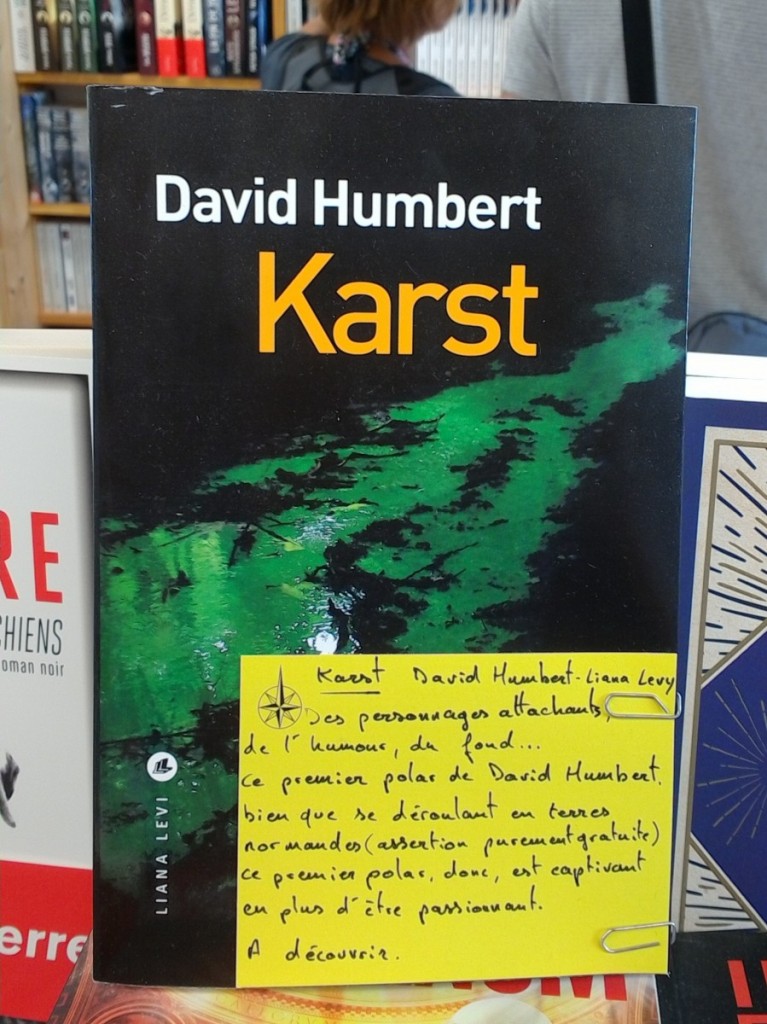 David Humbert
Karst
RE
CHIENS
roman noir
LIANA LEVI
Karst David Humbert - Liana Levy
Des personnages attachants,
de l'humour, du fond...
ce premier polar de David Humbert.
bien que se déroulant en terres
normandes (assertion purement gratuite)
ce premier polar, donc, est captivant
en plus d'être passionnant.
A découvrir.
erre